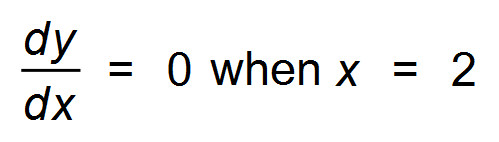 dy/dx = 0 when x = 2